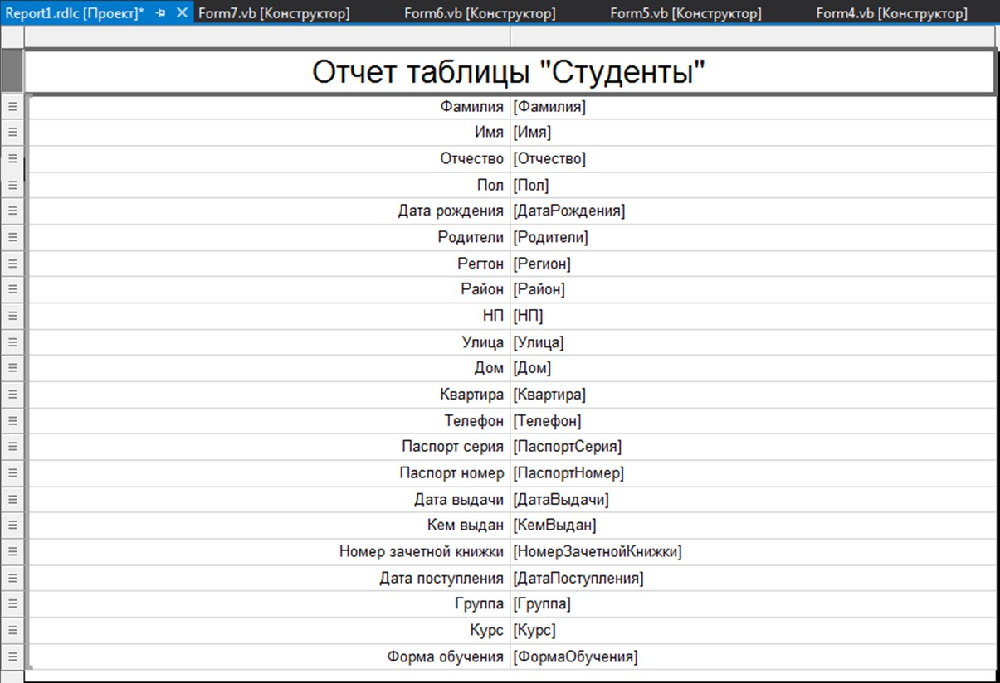 Report1.rdlc [Проект]* Form7.vb [Конструктор] Form6.vb [Конструктор] Form5.vb [Конструктор] Form4.vb [Конструктор]
Отчет таблицы "Студенты"
Фамилия [Фамилия]
Имя [Имя]
Отчество [Отчество]
Пол [Пол]
Дата рождения [ДатаРождения]
Родители [Родители]
Регтон [Регион]
Район [Район]
НП [НП]
Улица [Улица]
Дом [Дом]
Квартира [Квартира]
Телефон [Телефон]
Паспорт серия [ПаспортСерия]
Паспорт номер [ПаспортНомер]
Дата выдачи [ДатаВыдачи]
Кем выдан [КемВыдан]
Номер зачетной книжки [НомерЗачетнойКнижки]
Дата поступления [ДатаПоступления]
Группа [Группа]
Курс [Курс]
Форма обучения [ФормаОбучения]